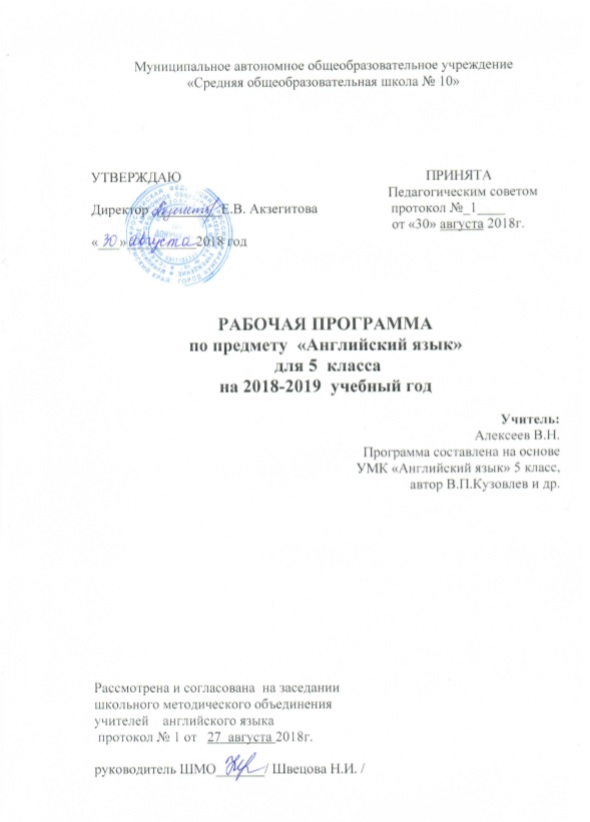 Муниципальное автономное общеобразовательное учреждение
«Средняя общеобразовательная школа № 10»
УТВЕРЖДАЮ
ПРИНЯТА
Педагогическим советом
Директор Е.В. Акзегитова
протокол № 1
от «30» августа 2018г.
«30» августа 2018 год
РАБОЧАЯ ПРОГРАММА
по предмету «Английский язык»
для 5 класса
на 2018-2019 учебный год
Учитель:
Алексеев В.Н.
Программа составлена на основе
УМК «Английский язык» 5 класс,
автор В.П.Кузовлев и др.
Рассмотрена и согласована на заседании
школьного методического объединения
учителей английского языка
протокол № 1 от 27 августа 2018г.
руководитель ШМО / Швецова Н.И. /